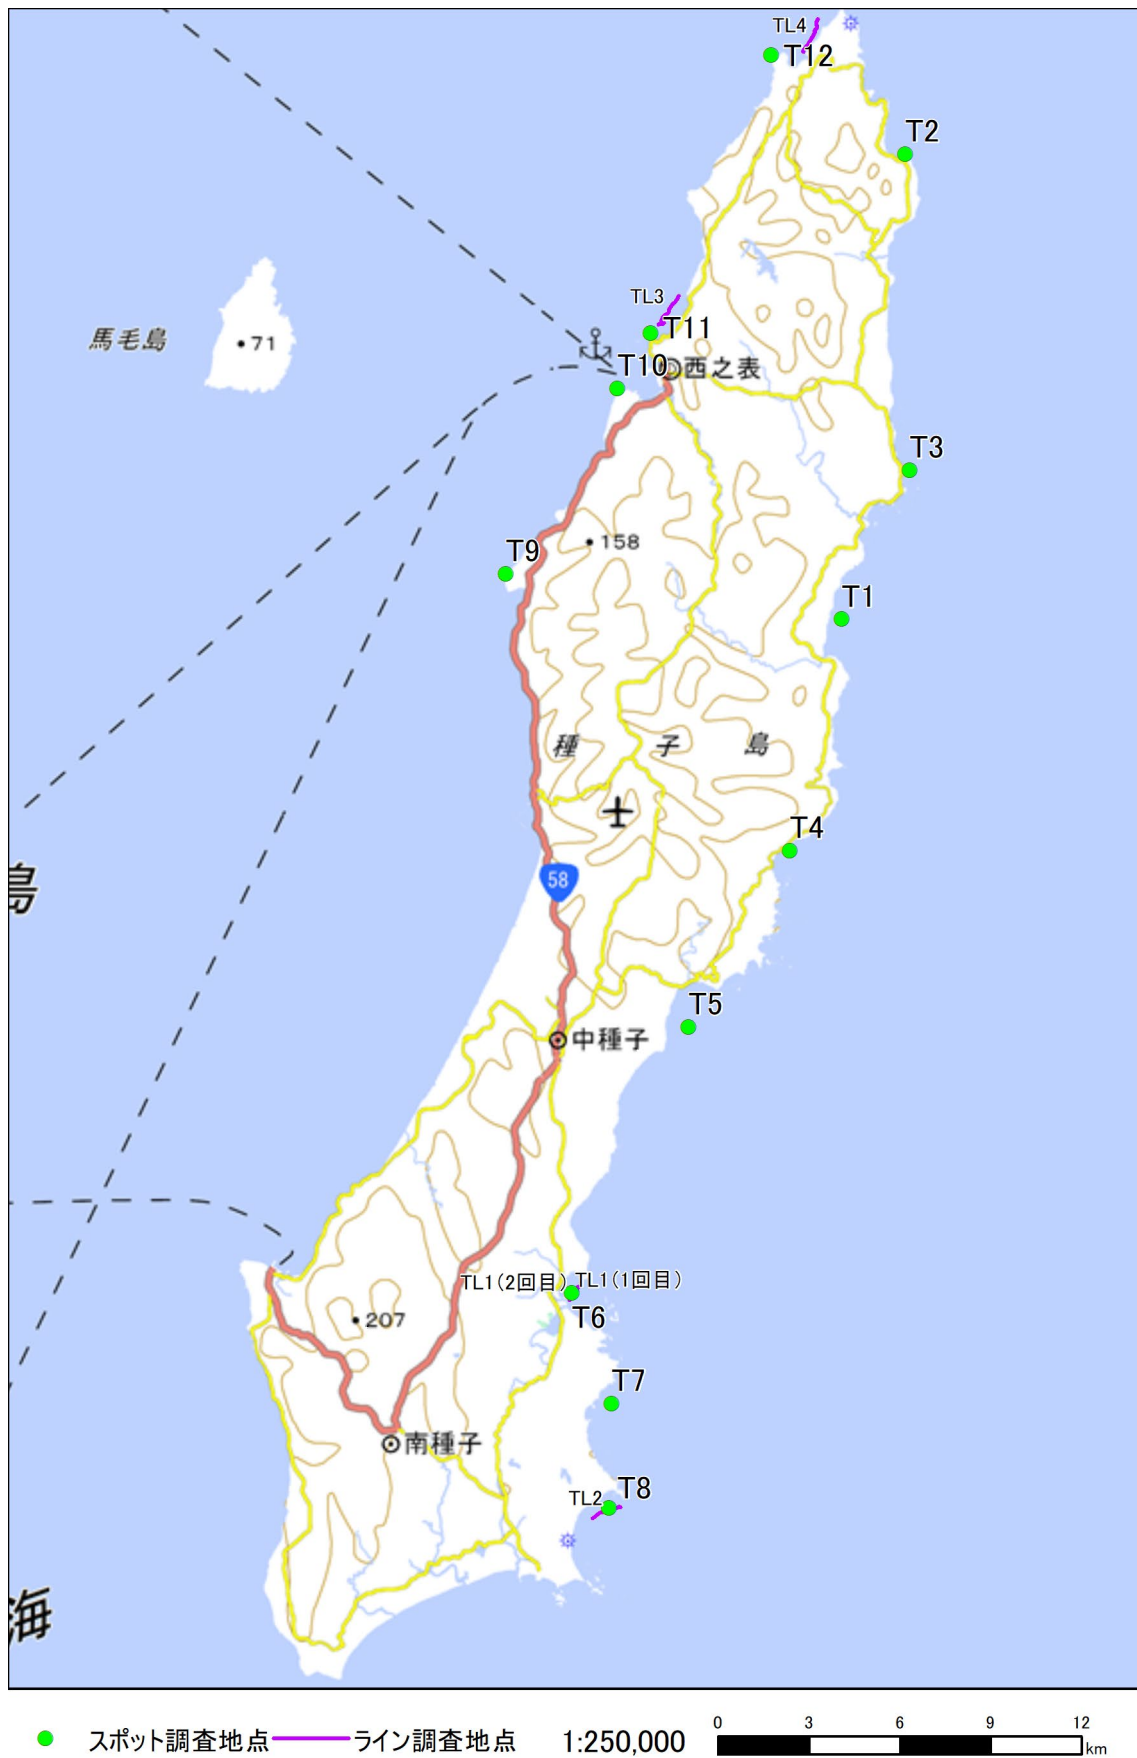 TL4
T12
T2
TL3
T11
馬毛島
71
T10
西之表
T3
158
T9
T1
種子島
T4
58
島
T5
中種子
TL1(2回目)
TL1(1回目)
T6
207
T7
南種子
TL2
T8
海
スポット調査地点 ライン調査地点 1:250,000
0 3 6 9 12
km